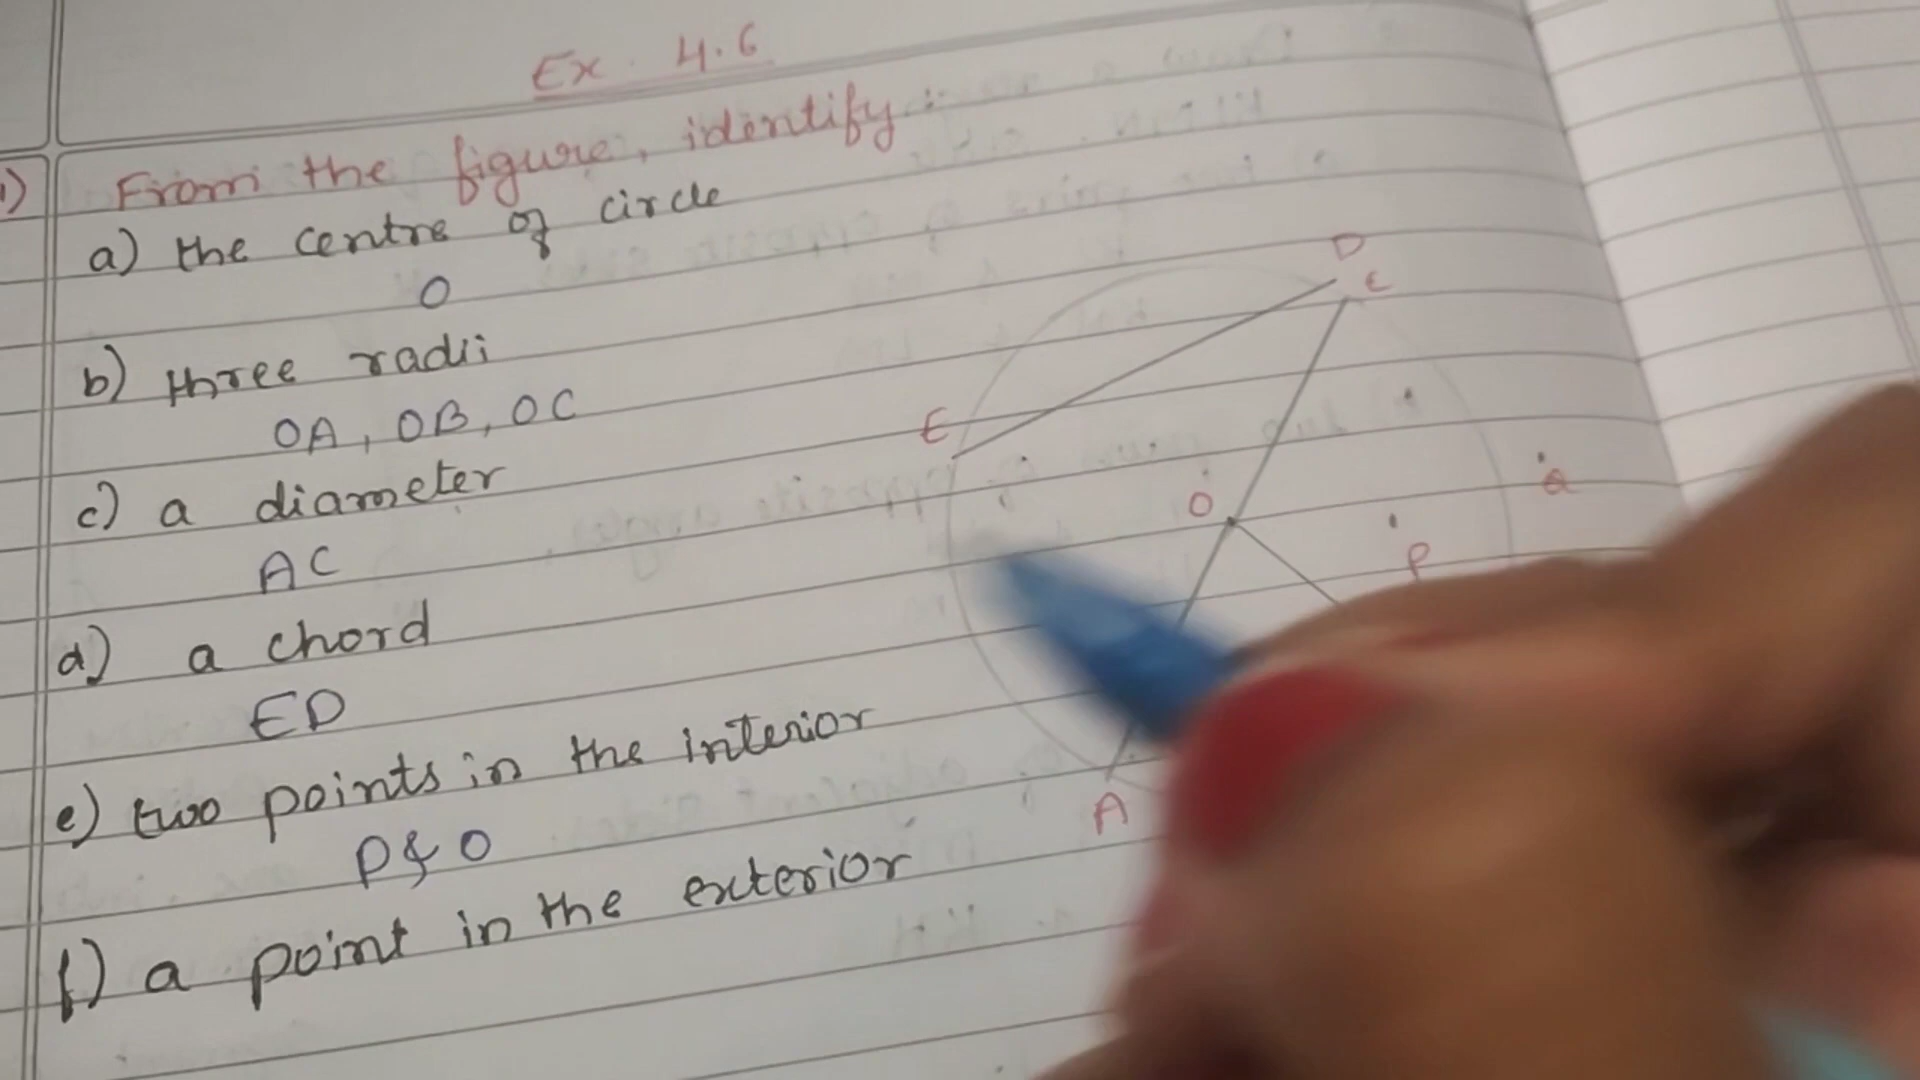 Ex. 4.6
1) From the figure, identify:
a) the centre of circle
O
b) three radii
OA, OB, OC
c) a diameter
AC
d) a chord
ED
e) two points in the interior
P & O
f) a point in the exterior
D
C
E
O
Q
P
A